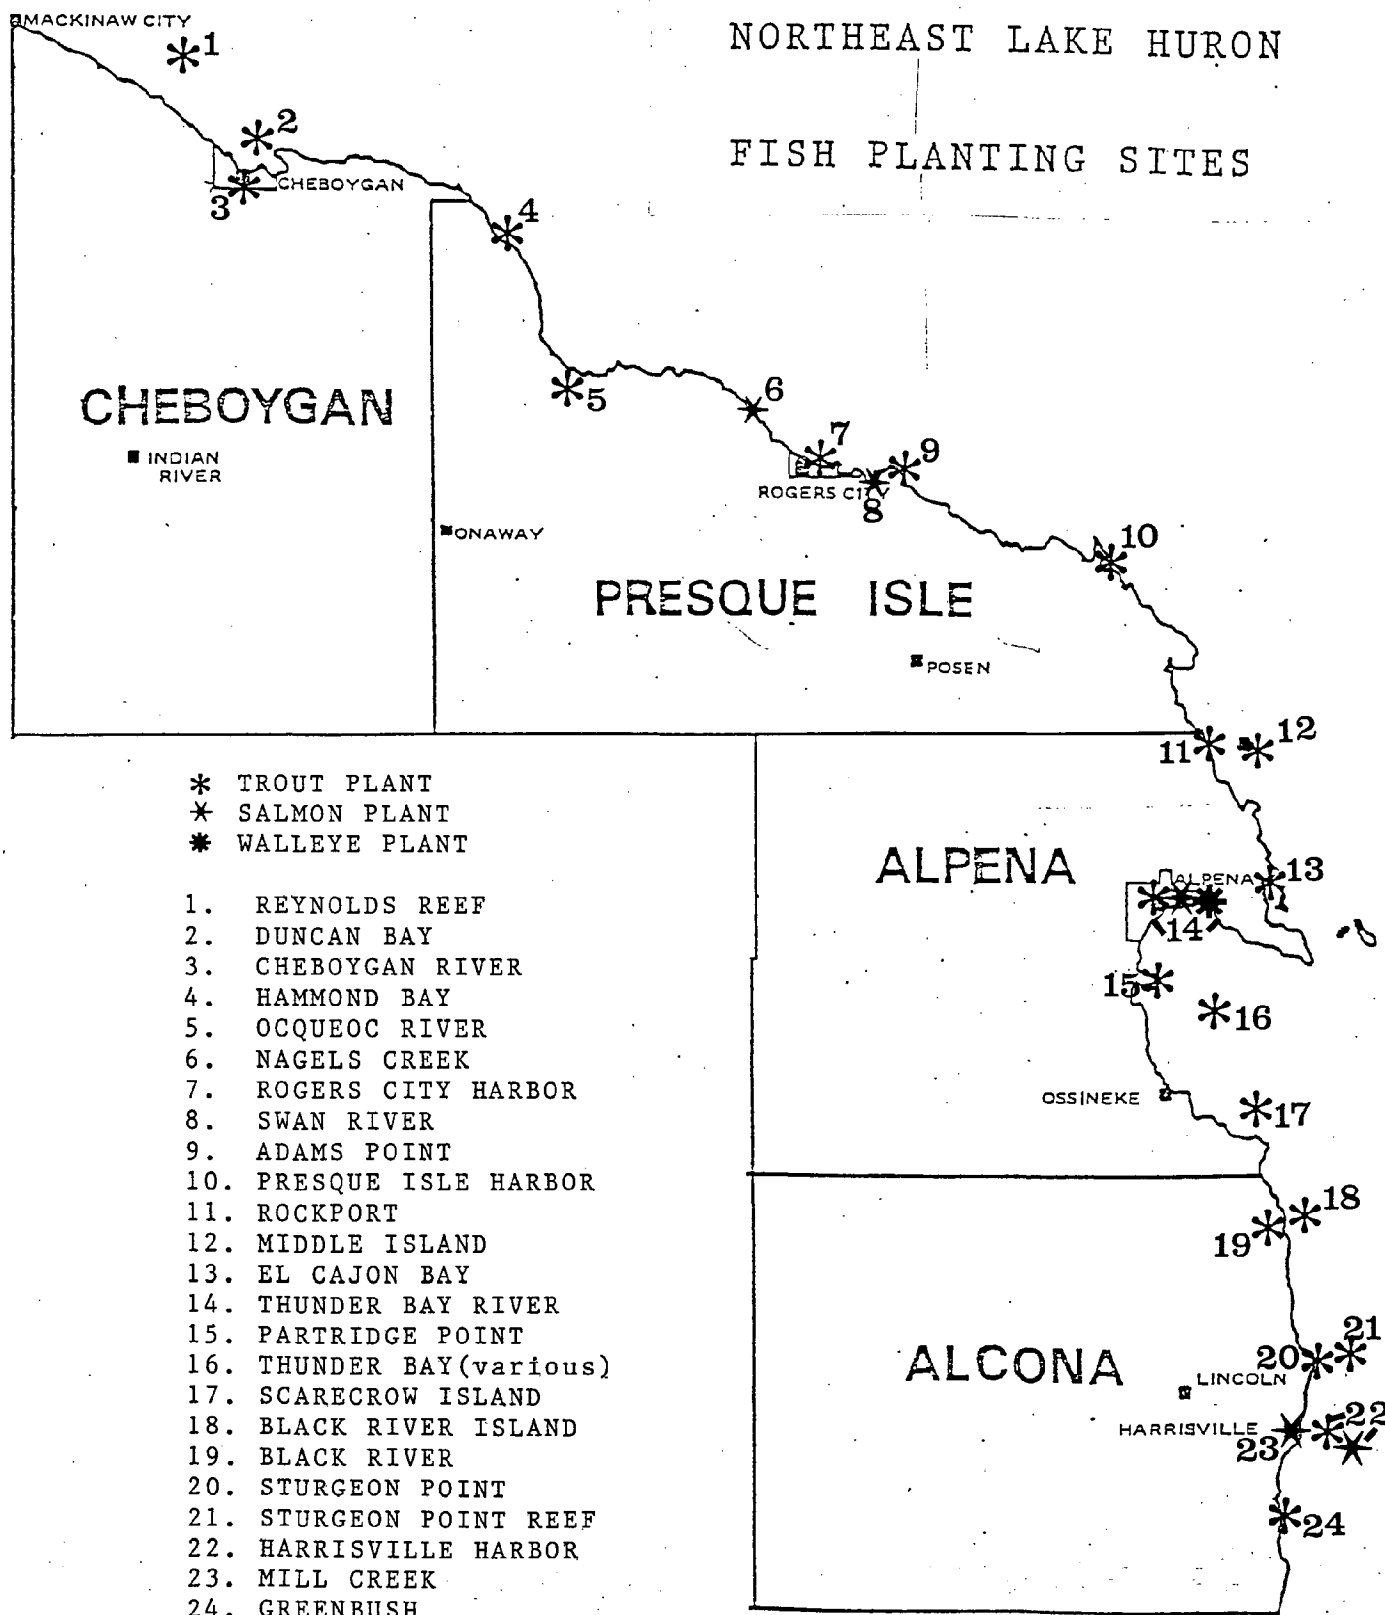 MACKINAW CITY
NORTHEAST LAKE HURON
FISH PLANTING SITES
1
2
3
CHEBOYGAN
4
5
6
7
8
9
ROGERS CITY
10
CHEBOYGAN
INDIAN
RIVER
ONAWAY
PRESQUE ISLE
POSEN
11
12
TROUT PLANT
SALMON PLANT
WALLEYE PLANT
ALPENA
ALPENA
13
14
15
16
OSSINEKE
17
18
19
20
21
ALCONA
LINCOLN
HARRISVILLE
22
23
24
1. REYNOLDS REEF
2. DUNCAN BAY
3. CHEBOYGAN RIVER
4. HAMMOND BAY
5. OCQUEOC RIVER
6. NAGELS CREEK
7. ROGERS CITY HARBOR
8. SWAN RIVER
9. ADAMS POINT
10. PRESQUE ISLE HARBOR
11. ROCKPORT
12. MIDDLE ISLAND
13. EL CAJON BAY
14. THUNDER BAY RIVER
15. PARTRIDGE POINT
16. THUNDER BAY(various)
17. SCARECROW ISLAND
18. BLACK RIVER ISLAND
19. BLACK RIVER
20. STURGEON POINT
21. STURGEON POINT REEF
22. HARRISVILLE HARBOR
23. MILL CREEK
24. GREENBUSH